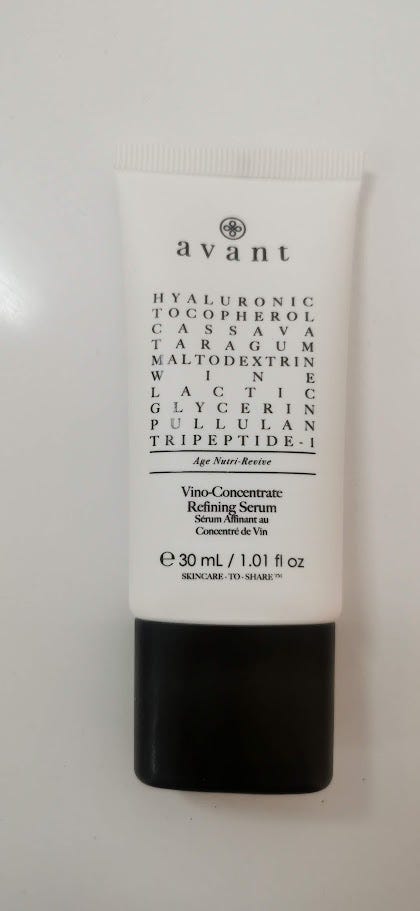 avant
HYALURONIC
TOCOPHEROL
CASSAVA
TARAGUM
MALTODEXTRIN
WINE
LACTIC
GLYCERIN
PULLULAN
TRIPEPTIDE-1
Age Nutri-Revive
Vino-Concentrate
Refining Serum
Sérum Affinant au
Concentré de Vin
℮ 30 mL / 1.01 fl oz
SKINCARE-TO-SHARE™